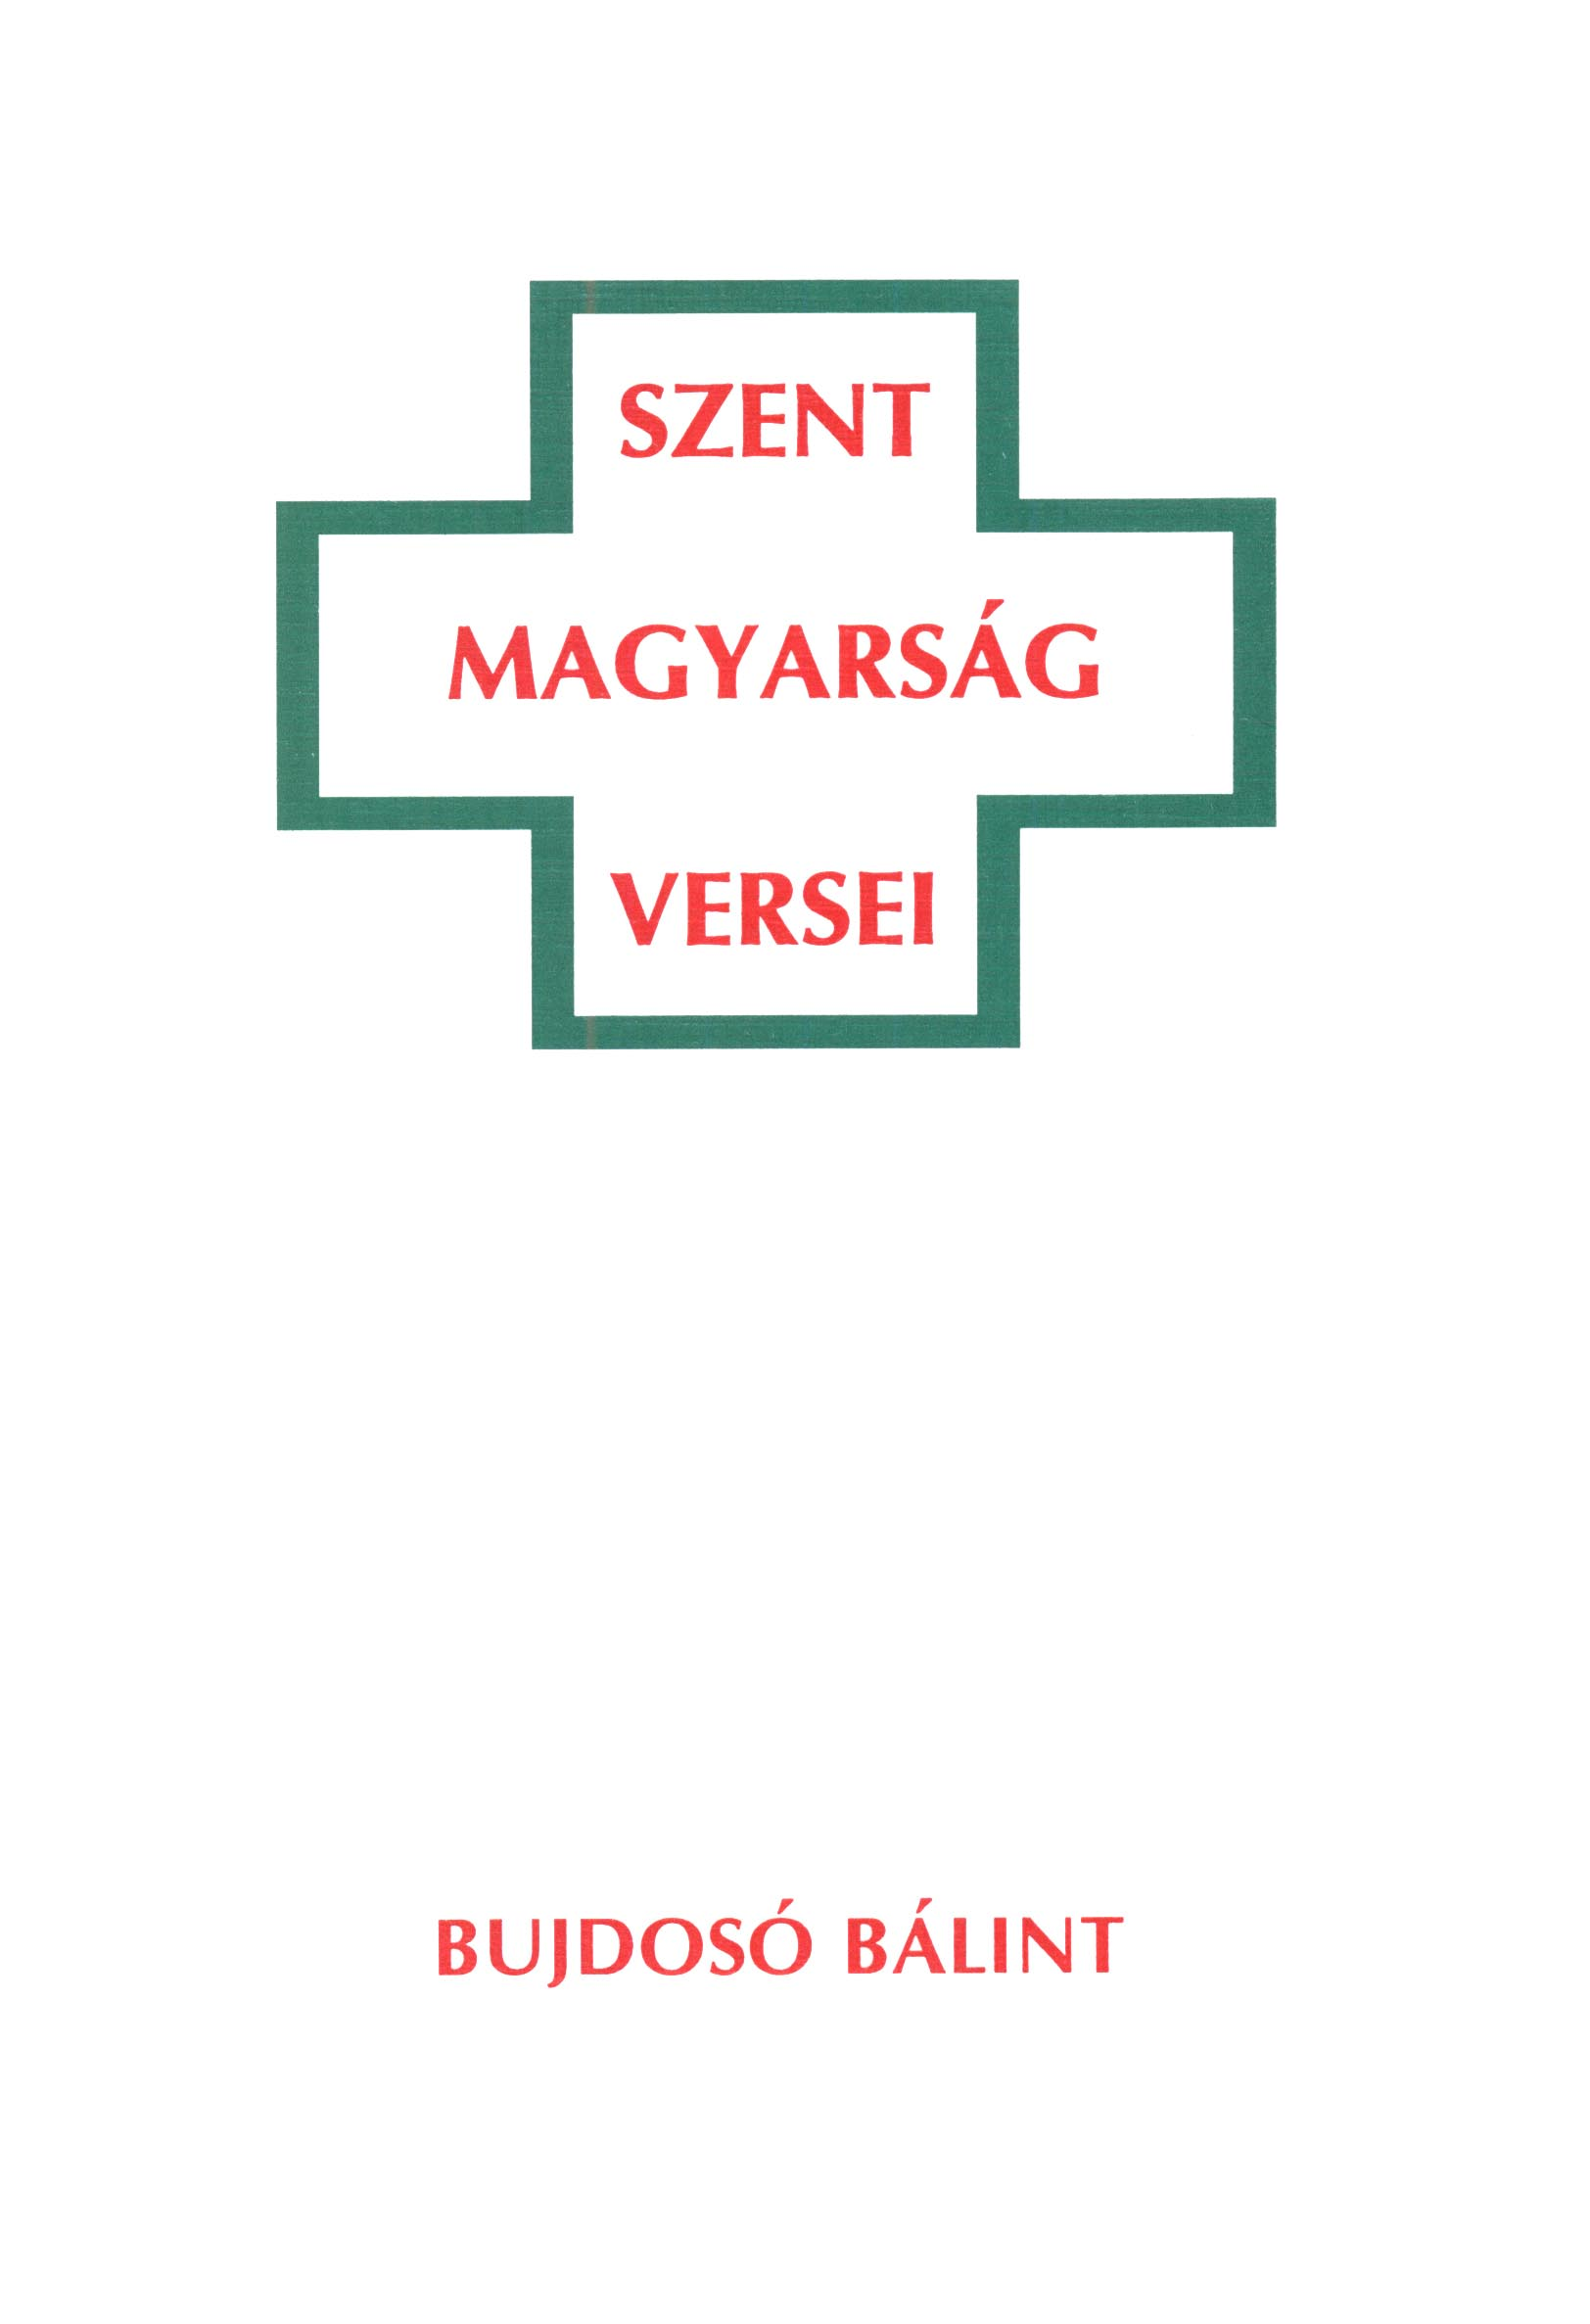 SZENT
MAGYARSÁG
VERSEI
BUJDOSÓ BÁLINT